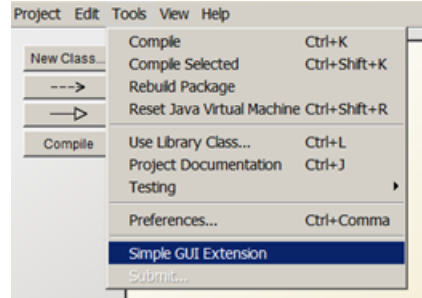 Project Edit Tools View Help
New Class...
Compile
Compile Ctrl+K
Compile Selected Ctrl+Shift+K
Rebuild Package
Reset Java Virtual Machine Ctrl+Shift+R
Use Library Class... Ctrl+L
Project Documentation Ctrl+J
Testing
Preferences... Ctrl+Comma
Simple GUI Extension
Submit...